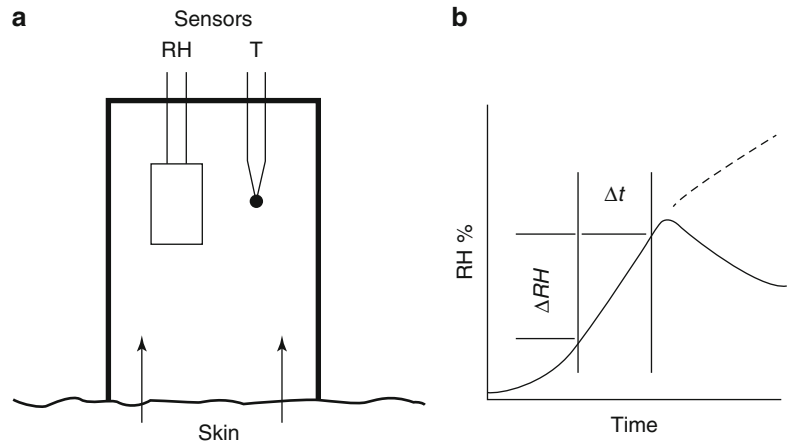 a
Sensors
RH T
Skin
b
Δt
RH %
ΔRH
Time